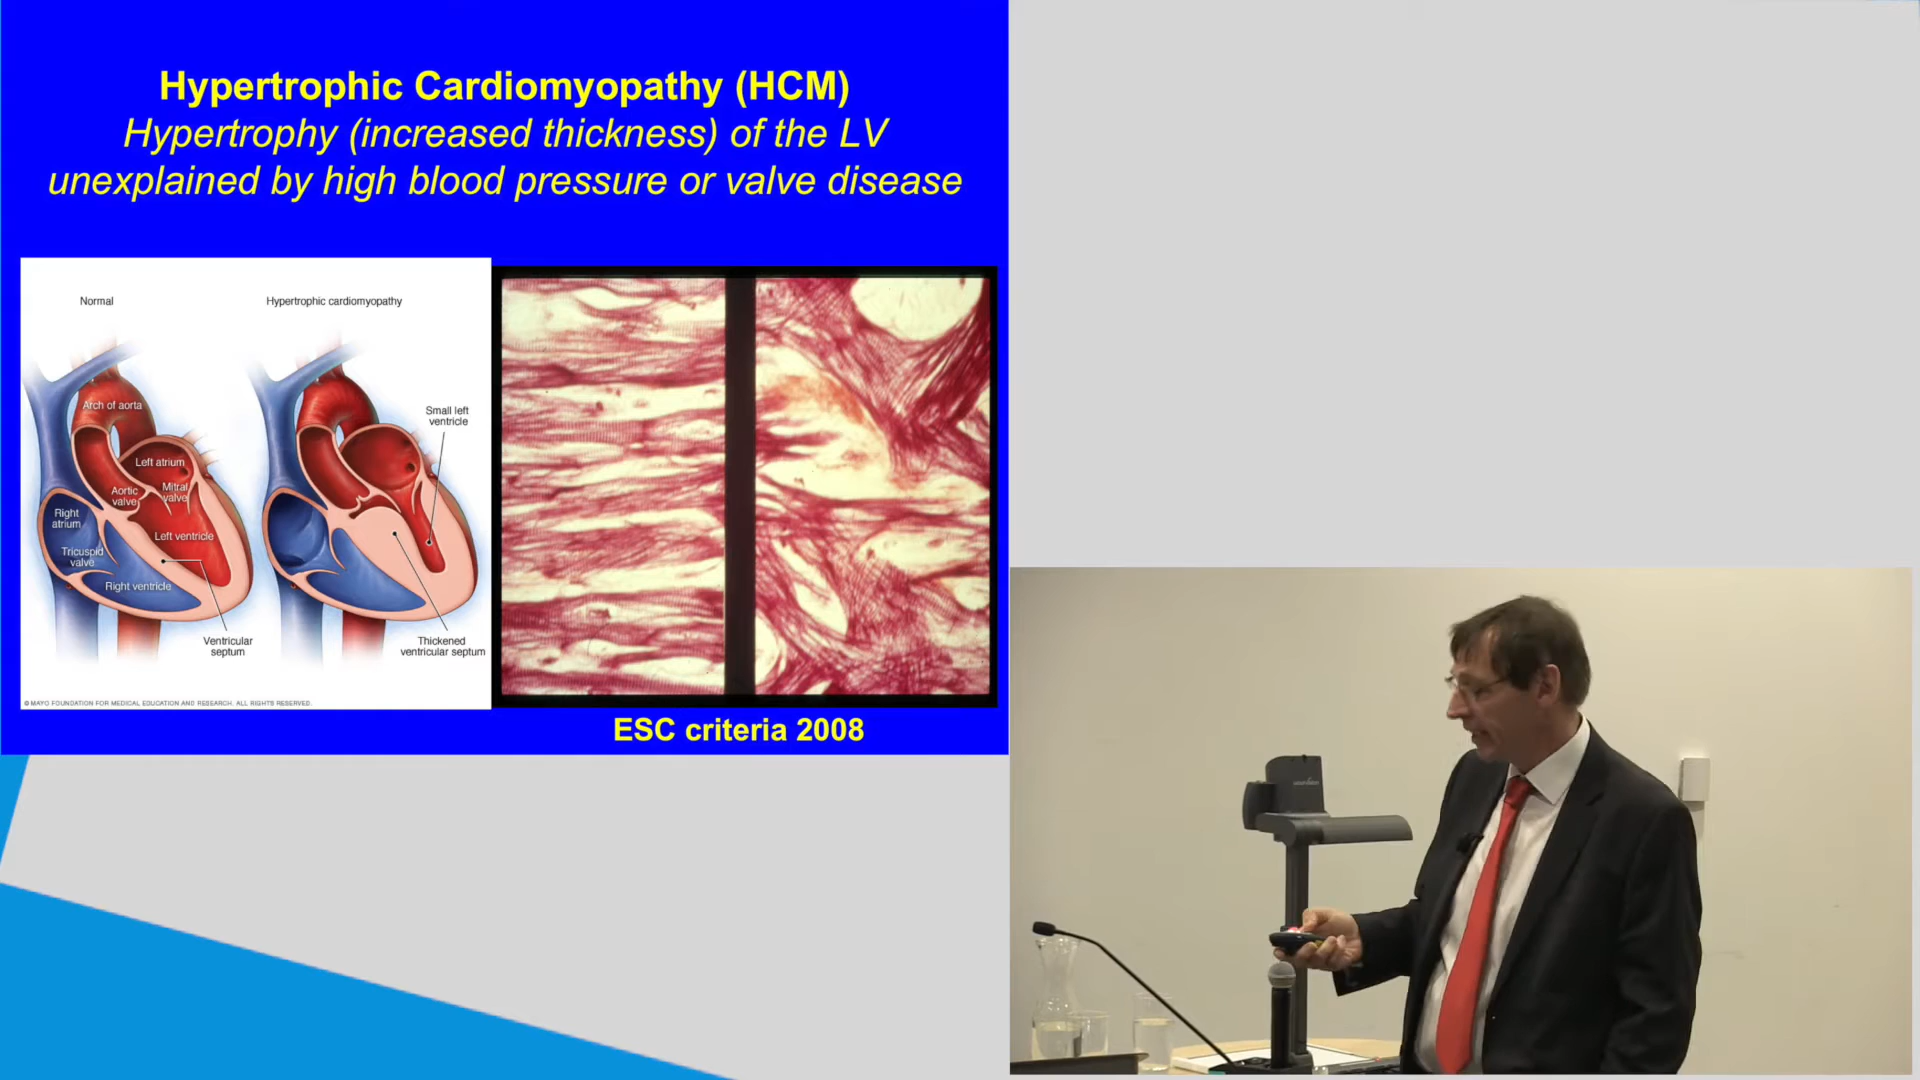 Hypertrophic Cardiomyopathy (HCM)
Hypertrophy (increased thickness) of the LV
unexplained by high blood pressure or valve disease
Normal
Hypertrophic cardiomyopathy
Arch of aorta
Small left
ventricle
Left atrium
Aortic
valve
Mitral
valve
Right
atrium
Left ventricle
Tricuspid
valve
Right ventricle
Ventricular
septum
Thickened
ventricular septum
© MAYO FOUNDATION FOR MEDICAL EDUCATION AND RESEARCH. ALL RIGHTS RESERVED.
ESC criteria 2008